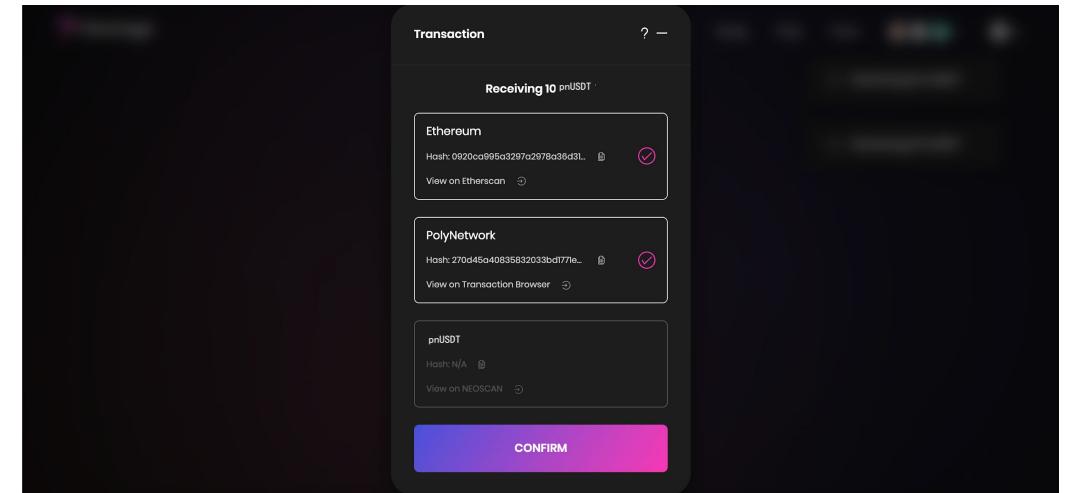 Transaction
?
Receiving 10 pnUSDT
Ethereum
Hash: 0920ca995a3297a2978a36d31...
View on Etherscan
PolyNetwork
Hash: 270d45a40835832033bd1771e...
View on Transaction Browser
pnUSDT
Hash: N/A
View on NEOSCAN
CONFIRM